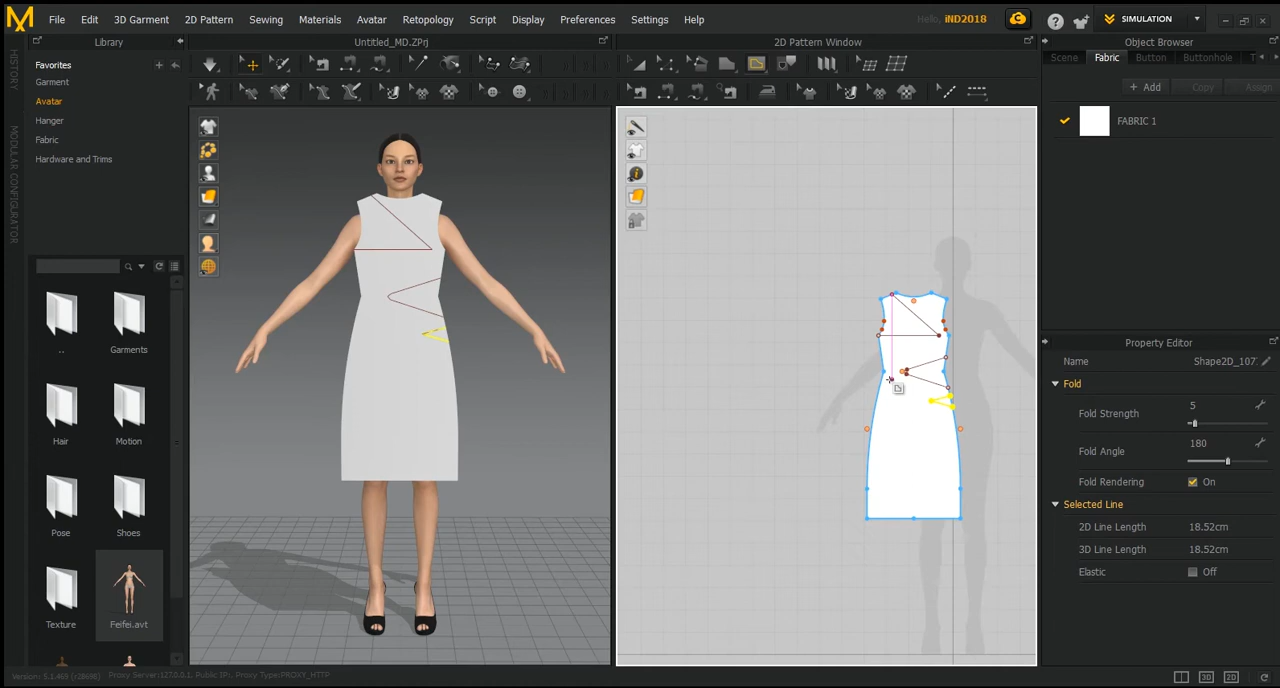 File Edit 3D Garment 2D Pattern Sewing Materials Avatar Retopology Script Display Preferences Settings Help
Hello, iND2018
SIMULATION
Library
Untitled_MD.ZPrj
2D Pattern Window
Object Browser
HISTORY
MODULAR CONFIGURATOR
Favorites
Garment
Avatar
Hanger
Fabric
Hardware and Trims
..
Garments
Hair
Motion
Pose
Shoes
Texture
Feifei.avt
Scene Fabric Button Buttonhole T
+ Add Copy Assign
FABRIC 1
Property Editor
Name Shape2D_107
Fold
Fold Strength 5
Fold Angle 180
Fold Rendering On
Selected Line
2D Line Length 18.52cm
3D Line Length 18.52cm
Elastic Off
Version: 5.1.469 (r28698) Proxy Server:127.0.0.1, Public IP:, Proxy Type:PROXY_HTTP
3D
2D